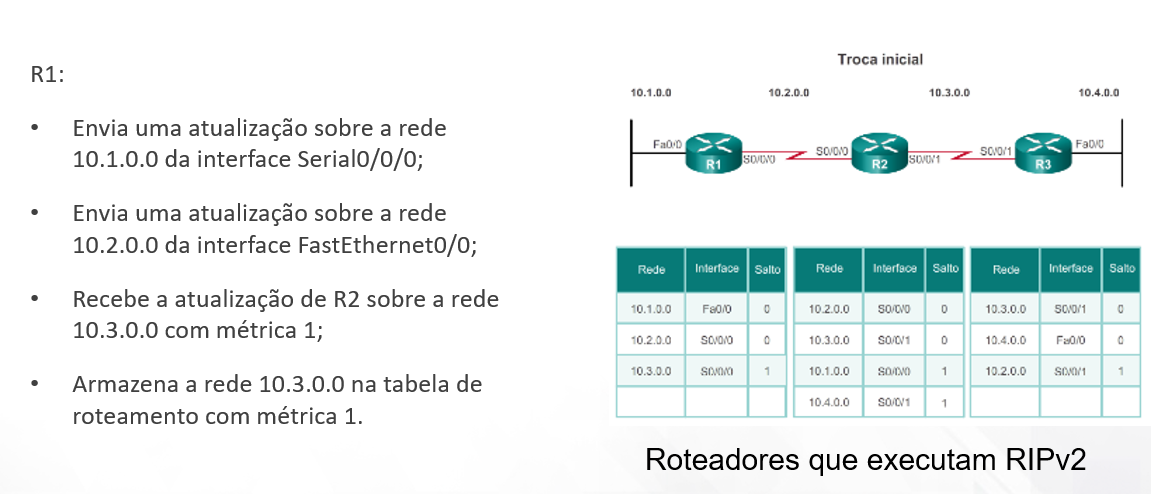 R1:
• Envia uma atualização sobre a rede
10.1.0.0 da interface Serial0/0/0;
• Envia uma atualização sobre a rede
10.2.0.0 da interface FastEthernet0/0;
• Recebe a atualização de R2 sobre a rede
10.3.0.0 com métrica 1;
• Armazena a rede 10.3.0.0 na tabela de
roteamento com métrica 1.
Troca inicial
10.1.0.0 10.2.0.0 10.3.0.0 10.4.0.0
Fa0/0 R1 S0/0/0 S0/0/0 R2 S0/0/1 S0/0/1 R3 Fa0/0
Rede Interface Salto Rede Interface Salto Rede Interface Salto
10.1.0.0 Fa0/0 0 10.2.0.0 S0/0/0 0 10.3.0.0 S0/0/1 0
10.2.0.0 S0/0/0 0 10.3.0.0 S0/0/1 0 10.4.0.0 Fa0/0 0
10.3.0.0 S0/0/0 1 10.1.0.0 S0/0/0 1 10.2.0.0 S0/0/1 1
10.4.0.0 S0/0/1 1
Roteadores que executam RIPv2